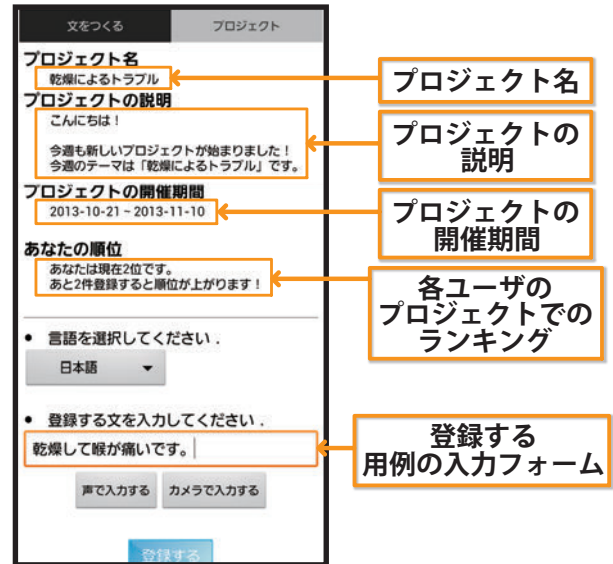 文をつくる
プロジェクト
プロジェクト名
乾燥によるトラブル
プロジェクトの説明
こんにちは！
今週も新しいプロジェクトが始まりました！
今週のテーマは「乾燥によるトラブル」です。
プロジェクトの開催期間
2013-10-21 ~ 2013-11-10
あなたの順位
あなたは現在2位です。
あと2件登録すると順位が上がります！
• 言語を選択してください．
日本語
• 登録する文を入力してください．
乾燥して喉が痛いです。
声で入力する
カメラで入力する
登録する
プロジェクト名
プロジェクトの
説明
プロジェクトの
開催期間
各ユーザの
プロジェクトでの
ランキング
登録する
用例の入力フォーム